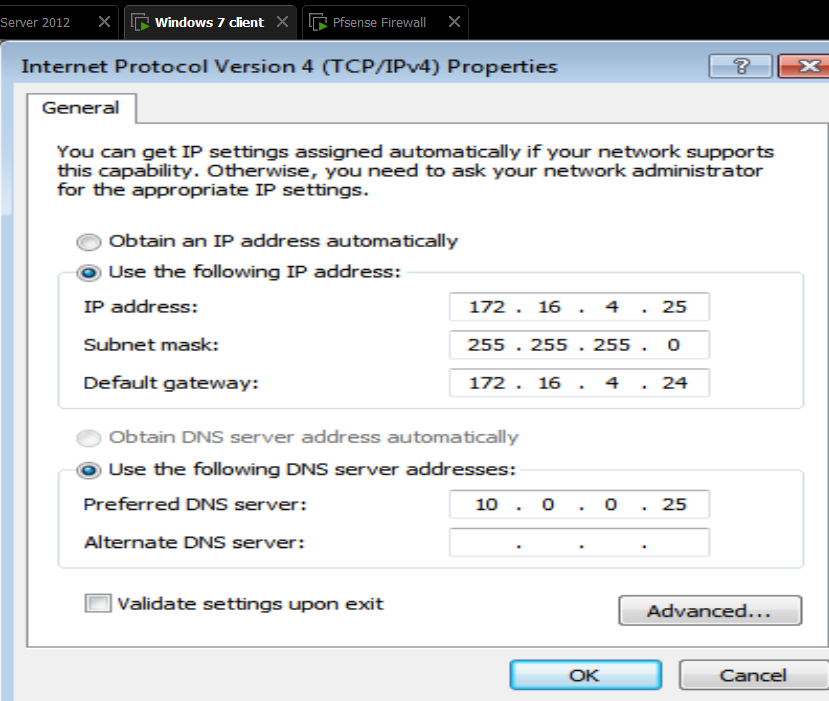 Server 2012
Windows 7 client
Pfsense Firewall
Internet Protocol Version 4 (TCP/IPv4) Properties
General
You can get IP settings assigned automatically if your network supports
this capability. Otherwise, you need to ask your network administrator
for the appropriate IP settings.
Obtain an IP address automatically
Use the following IP address:
IP address: 172 . 16 . 4 . 25
Subnet mask: 255 . 255 . 255 . 0
Default gateway: 172 . 16 . 4 . 24
Obtain DNS server address automatically
Use the following DNS server addresses:
Preferred DNS server: 10 . 0 . 0 . 25
Alternate DNS server: . . .
Validate settings upon exit
Advanced...
OK
Cancel